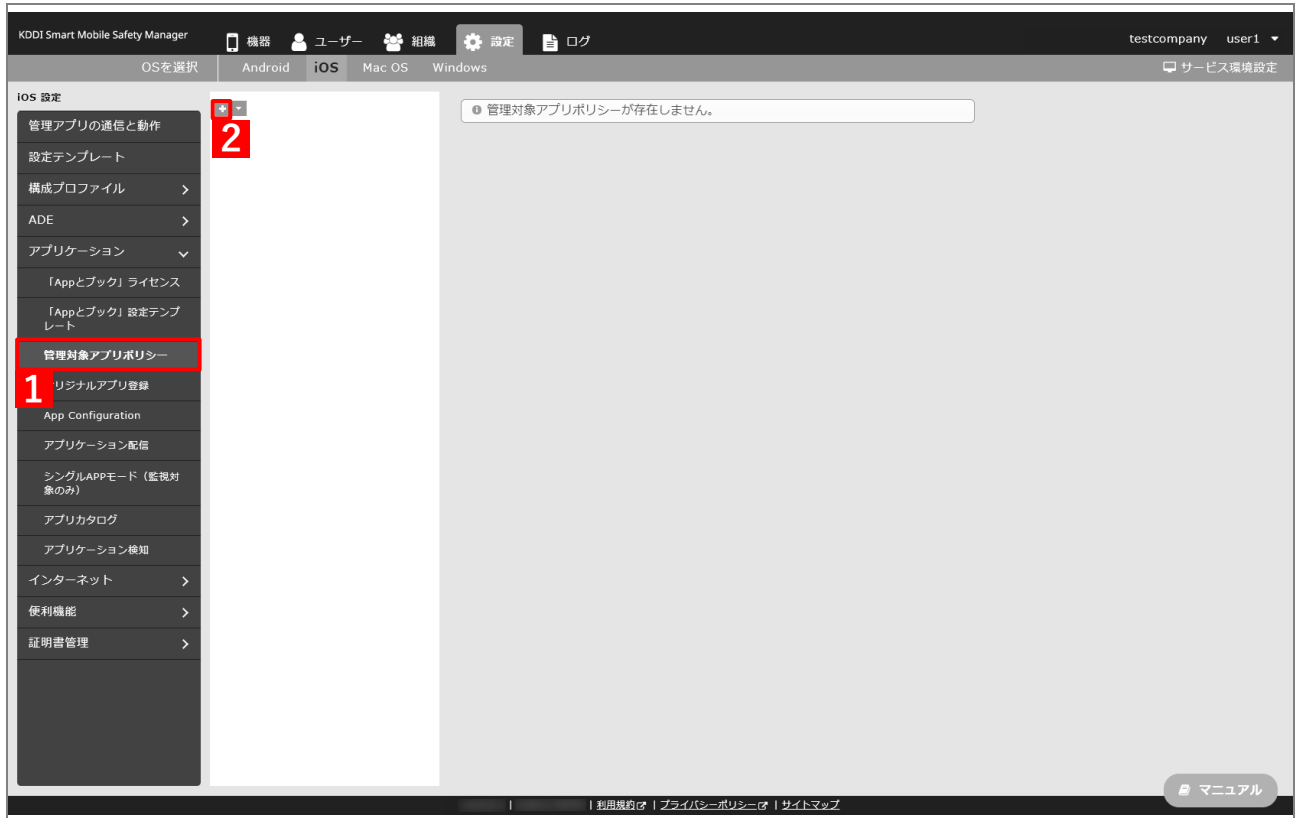 KDDI Smart Mobile Safety Manager
機器 ユーザー 組織 設定 ログ
testcompany user1
OSを選択 Android iOS Mac OS Windows
サービス環境設定
iOS 設定
管理アプリの通信と動作
設定テンプレート
構成プロファイル
ADE
アプリケーション
「Appとブック」ライセンス
「Appとブック」設定テンプ
レート
管理対象アプリポリシー
1
リジナルアプリ登録
App Configuration
アプリケーション配信
シングルAPPモード（監視対
象のみ）
アプリカタログ
アプリケーション検知
インターネット
便利機能
証明書管理
2
管理対象アプリポリシーが存在しません。
マニュアル
| | 利用規約 | プライバシーポリシー | サイトマップ